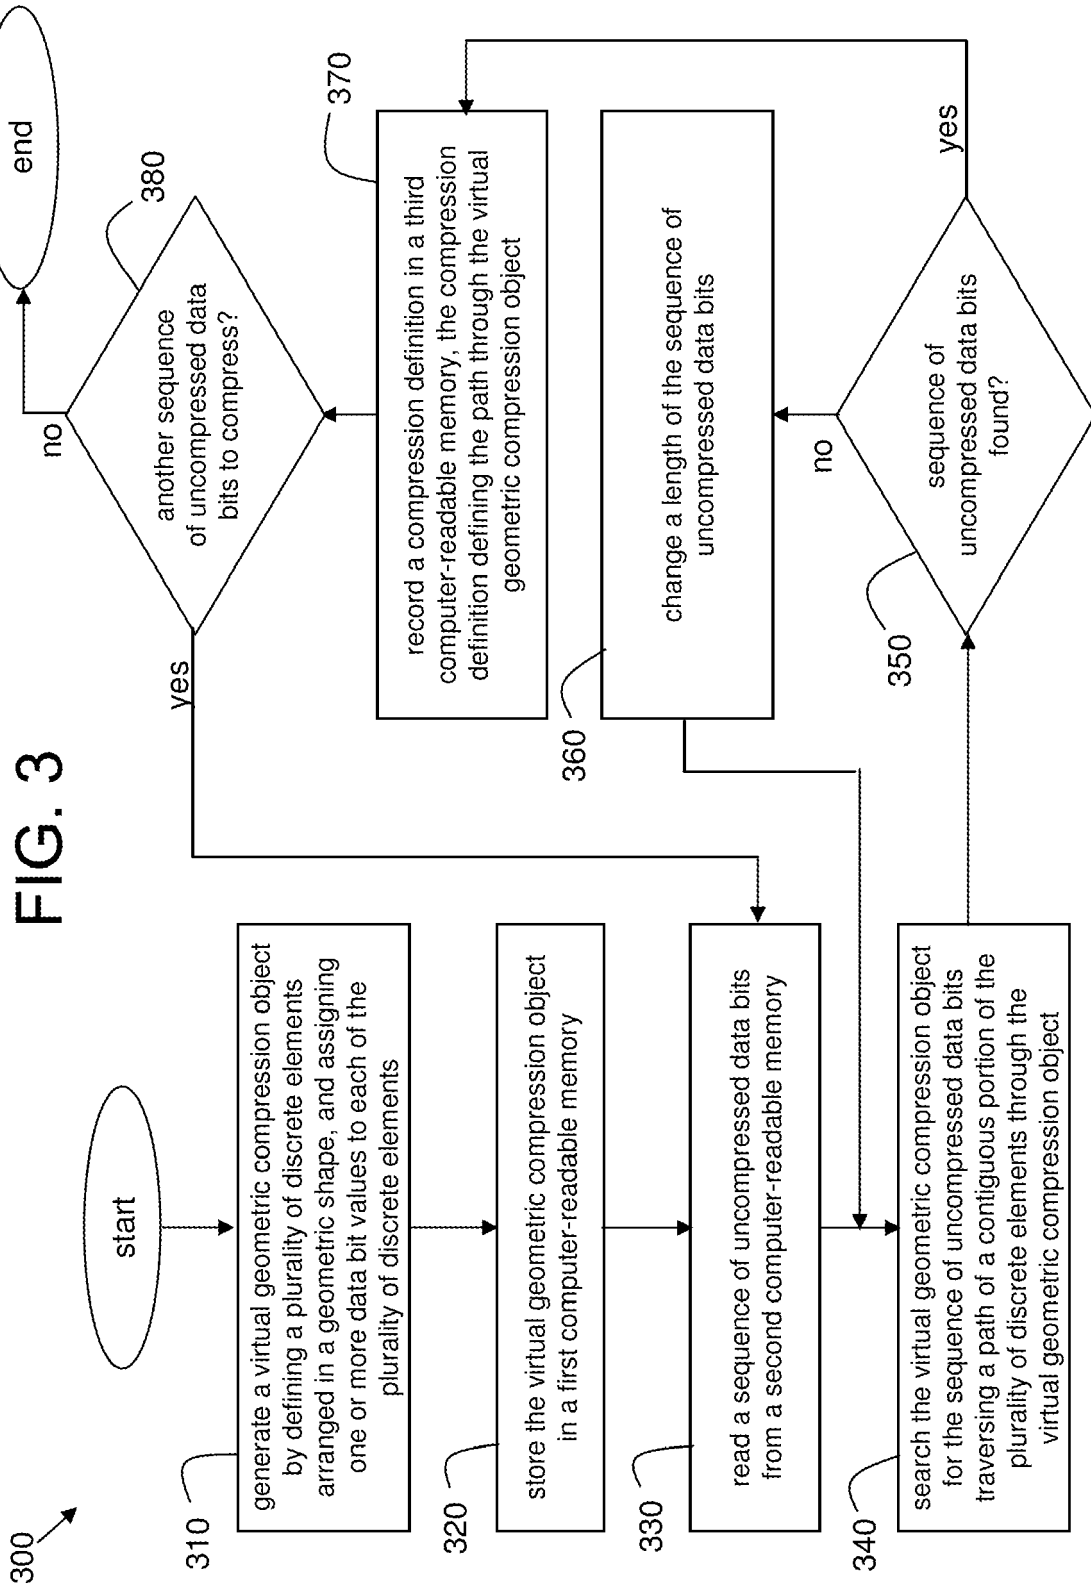 FIG. 3
300
start
310
generate a virtual geometric compression object
by defining a plurality of discrete elements
arranged in a geometric shape, and assigning
one or more data bit values to each of the
plurality of discrete elements
320
store the virtual geometric compression object
in a first computer-readable memory
330
read a sequence of uncompressed data bits
from a second computer-readable memory
340
search the virtual geometric compression object
for the sequence of uncompressed data bits
traversing a path of a contiguous portion of the
plurality of discrete elements through the
virtual geometric compression object
350
sequence of
uncompressed data bits
found?
no
yes
360
change a length of the sequence of
uncompressed data bits
370
record a compression definition in a third
computer-readable memory, the compression
definition defining the path through the virtual
geometric compression object
380
another sequence
of uncompressed data
bits to compress?
yes
no
end